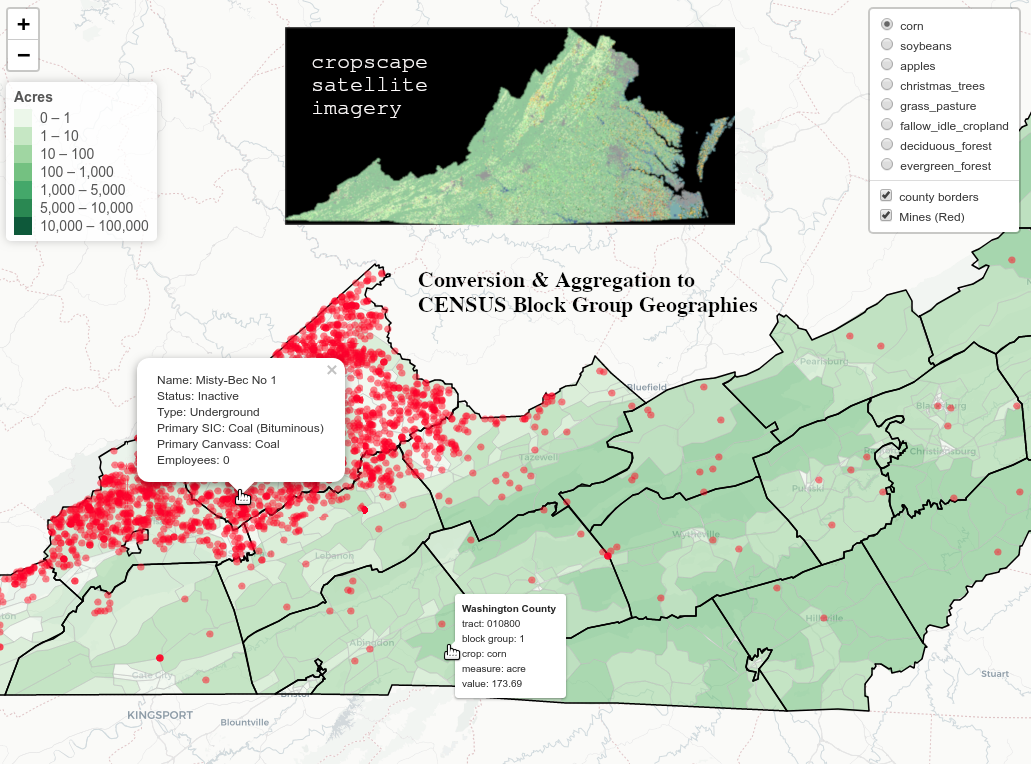 +
−
Acres
0 – 1
1 – 10
10 – 100
100 – 1,000
1,000 – 5,000
5,000 – 10,000
10,000 – 100,000
cropscape
satellite
imagery
corn
soybeans
apples
christmas_trees
grass_pasture
fallow_idle_cropland
deciduous_forest
evergreen_forest
county borders
Mines (Red)
Conversion & Aggregation to
CENSUS Block Group Geographies
×
Name: Misty-Bec No 1
Status: Inactive
Type: Underground
Primary SIC: Coal (Bituminous)
Primary Canvass: Coal
Employees: 0
Pearisburg
Bluefield
Blacksburg
Christiansburg
Tazewell
Pulaski
Wytheville
Lebanon
Washington County
tract: 010800
block group: 1
crop: corn
measure: acre
value: 173.69
Hillsville
Abingdon
Gate City
Bristol
Stuart
KINGSPORT
Blountville